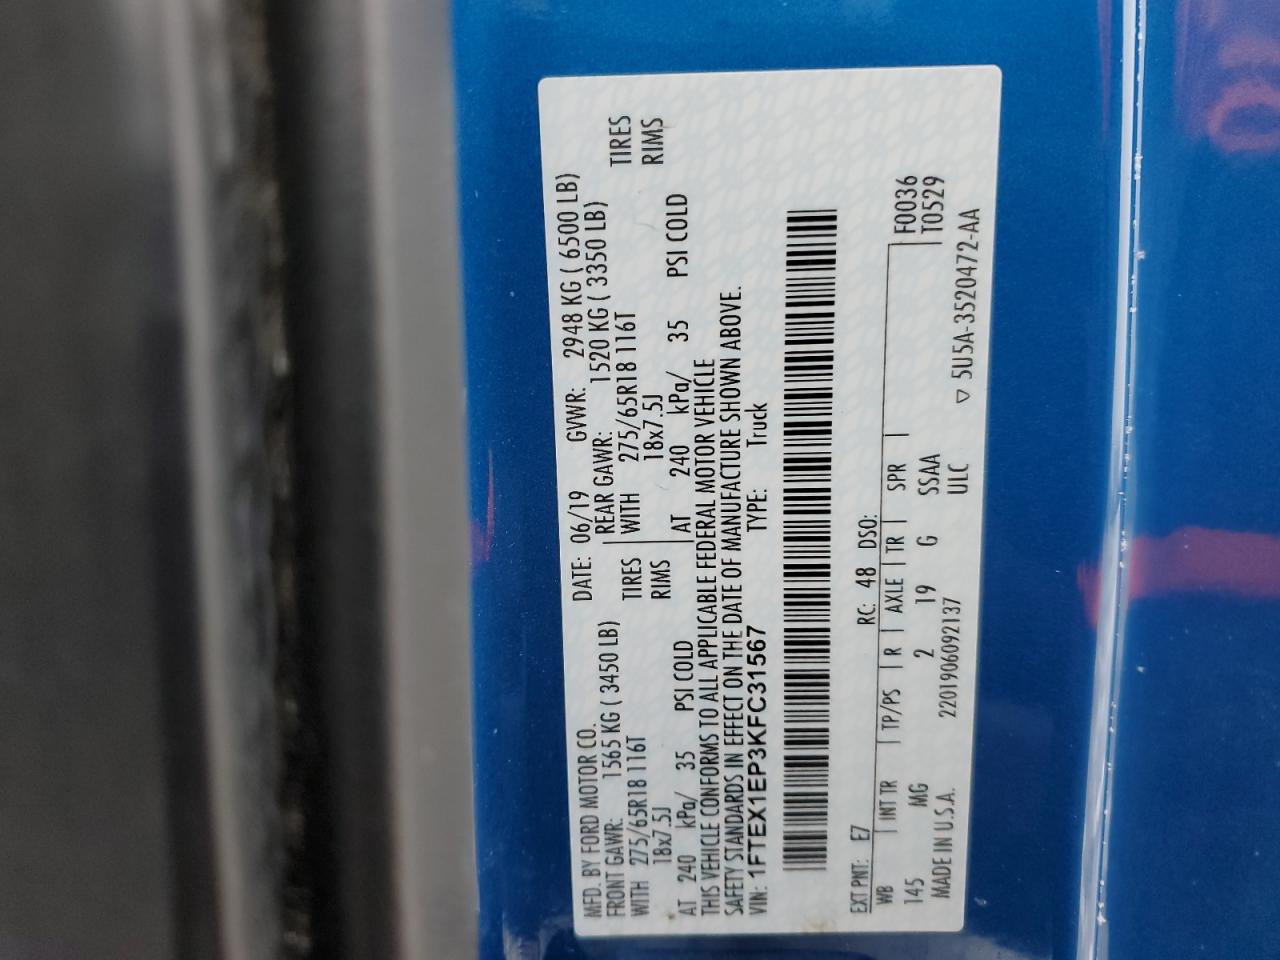 MFD. BY FORD MOTOR CO.
DATE: 06/19 GVWR: 2948 KG ( 6500 LB)
FRONT GAWR: 1565 KG ( 3450 LB) REAR GAWR: 1520 KG ( 3350 LB)
WITH 275/65R18 116T TIRES WITH 275/65R18 116T TIRES
18x7.5J RIMS 18x7.5J RIMS
AT 240 kPa/ 35 PSI COLD AT 240 kPa/ 35 PSI COLD
THIS VEHICLE CONFORMS TO ALL APPLICABLE FEDERAL MOTOR VEHICLE
SAFETY STANDARDS IN EFFECT ON THE DATE OF MANUFACTURE SHOWN ABOVE.
VIN: 1FTEX1EP3KFC31567 TYPE: Truck
EXT PNT: E7 RC: 48 DSO:
WB INT TR TP/PS R AXLE TR SPR F0036
145 MG 2 19 G SSAA T0529
MADE IN U.S.A. 2201906092137 ULC ▽ 5U5A-3520472-AA